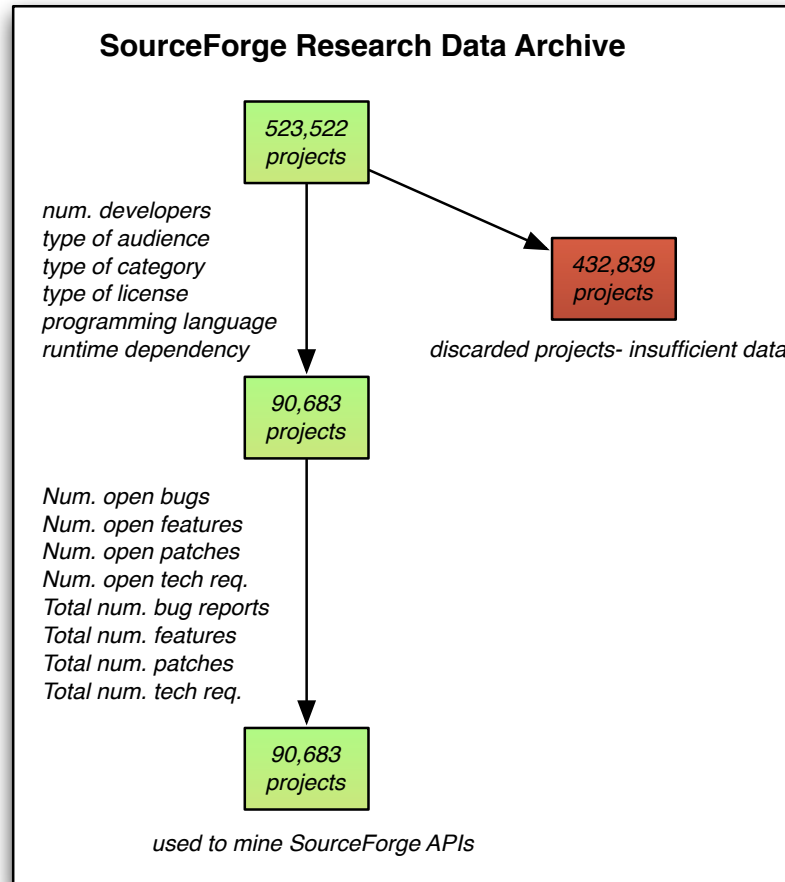 SourceForge Research Data Archive
523,522
projects
num. developers
type of audience
type of category
type of license
programming language
runtime dependency
432,839
projects
discarded projects- insufficient data
90,683
projects
Num. open bugs
Num. open features
Num. open patches
Num. open tech req.
Total num. bug reports
Total num. features
Total num. patches
Total num. tech req.
90,683
projects
used to mine SourceForge APIs